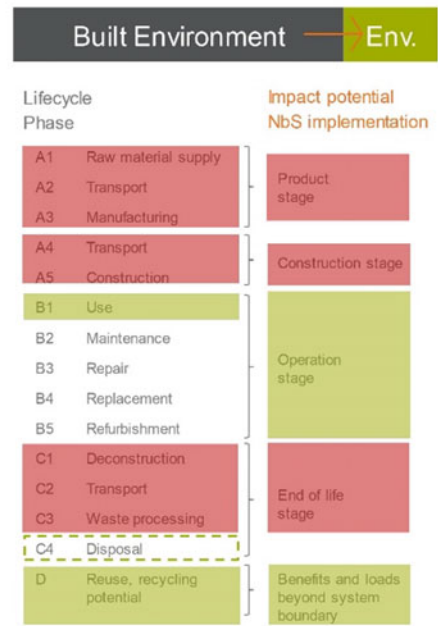 Built Environment → Env.
Lifecycle Phase
Impact potential NbS implementation
A1 Raw material supply
A2 Transport
A3 Manufacturing
Product stage
A4 Transport
A5 Construction
Construction stage
B1 Use
B2 Maintenance
B3 Repair
B4 Replacement
B5 Refurbishment
Operation stage
C1 Deconstruction
C2 Transport
C3 Waste processing
C4 Disposal
End of life stage
D Reuse, recycling potential
Benefits and loads beyond system boundary